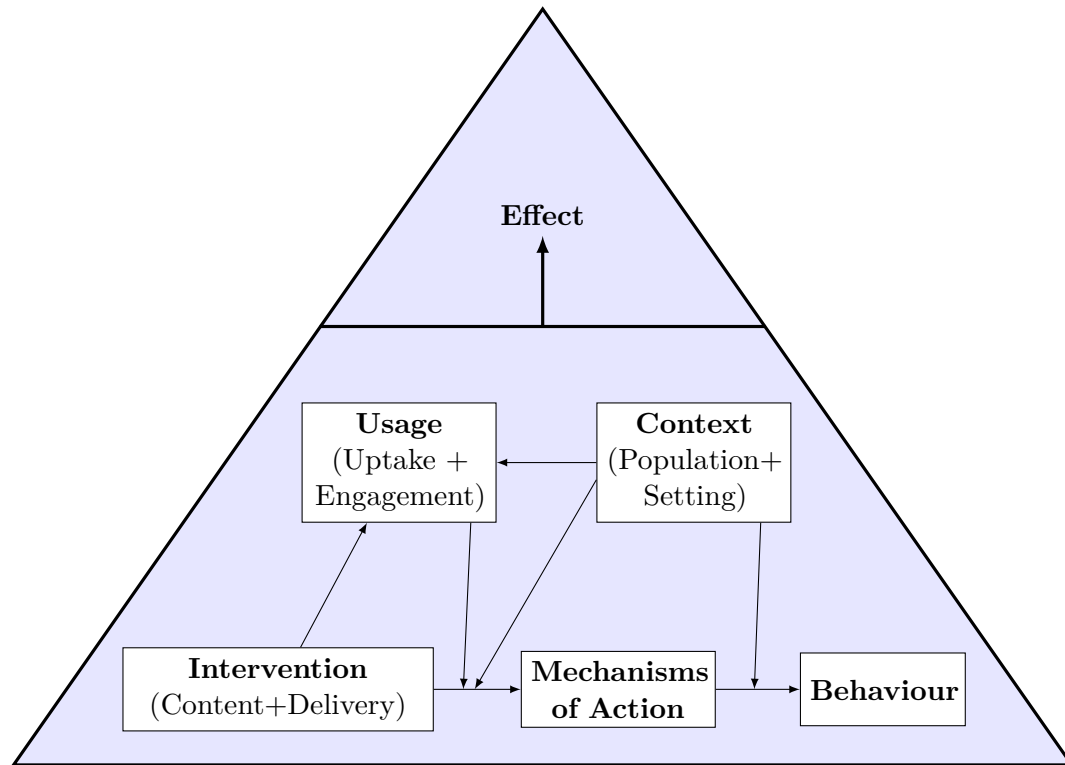 Effect
Usage
(Uptake +
Engagement)
Context
(Population+
Setting)
Intervention
(Content+Delivery)
Mechanisms
of Action
Behaviour